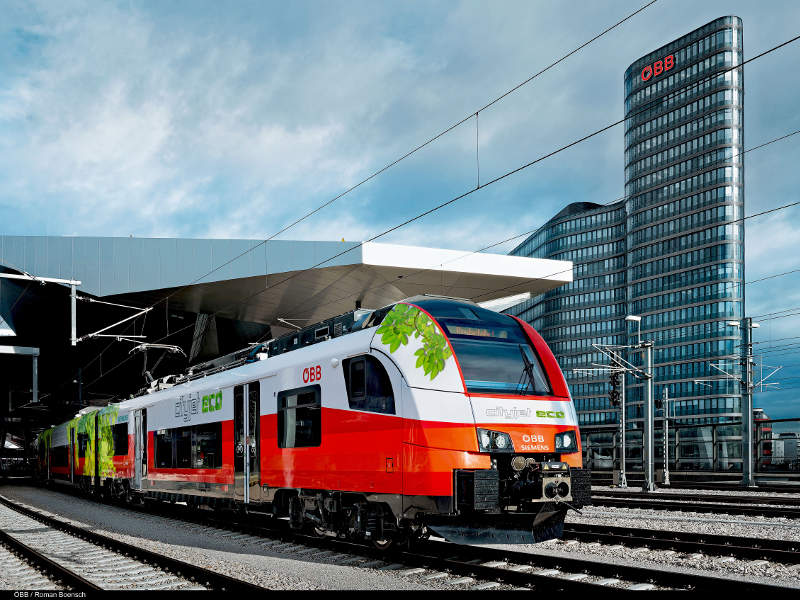 ÖBB
ÖBB
cityjet eco
cityjet eco
ÖBB
SIEMENS
ÖBB / Roman Boensch